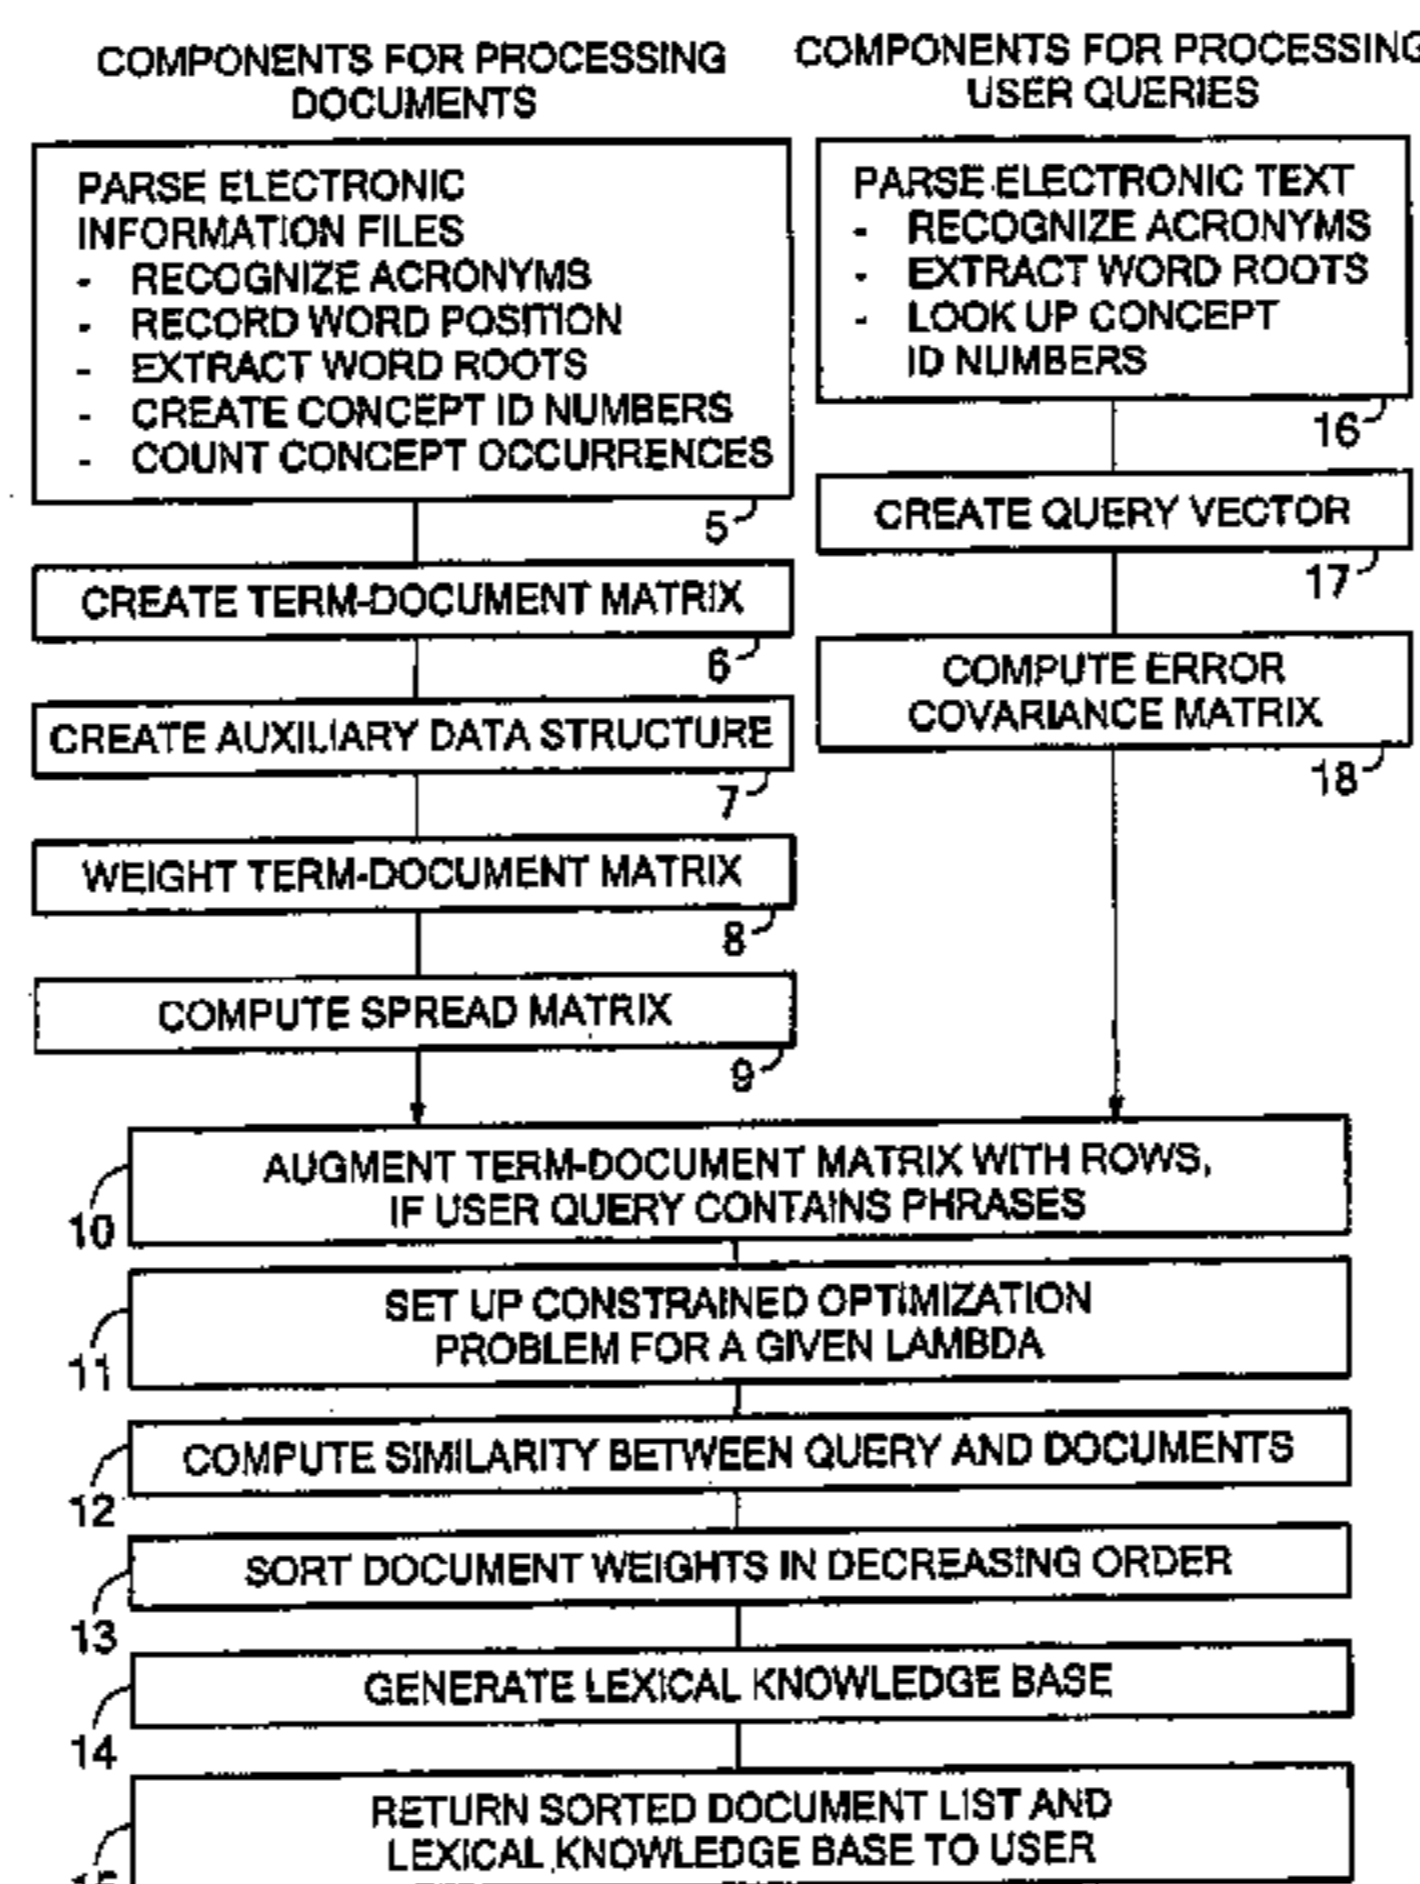 COMPONENTS FOR PROCESSING
DOCUMENTS
PARSE ELECTRONIC
INFORMATION FILES
- RECOGNIZE ACRONYMS
- RECORD WORD POSITION
- EXTRACT WORD ROOTS
- CREATE CONCEPT ID NUMBERS
- COUNT CONCEPT OCCURRENCES
5
CREATE TERM-DOCUMENT MATRIX
6
CREATE AUXILIARY DATA STRUCTURE
7
WEIGHT TERM-DOCUMENT MATRIX
8
COMPUTE SPREAD MATRIX
9
COMPONENTS FOR PROCESSING
USER QUERIES
PARSE ELECTRONIC TEXT
- RECOGNIZE ACRONYMS
- EXTRACT WORD ROOTS
- LOOK UP CONCEPT
ID NUMBERS
16
CREATE QUERY VECTOR
17
COMPUTE ERROR
COVARIANCE MATRIX
18
AUGMENT TERM-DOCUMENT MATRIX WITH ROWS,
IF USER QUERY CONTAINS PHRASES
10
SET UP CONSTRAINED OPTIMIZATION
PROBLEM FOR A GIVEN LAMBDA
11
COMPUTE SIMILARITY BETWEEN QUERY AND DOCUMENTS
12
SORT DOCUMENT WEIGHTS IN DECREASING ORDER
13
GENERATE LEXICAL KNOWLEDGE BASE
14
RETURN SORTED DOCUMENT LIST AND
LEXICAL KNOWLEDGE BASE TO USER